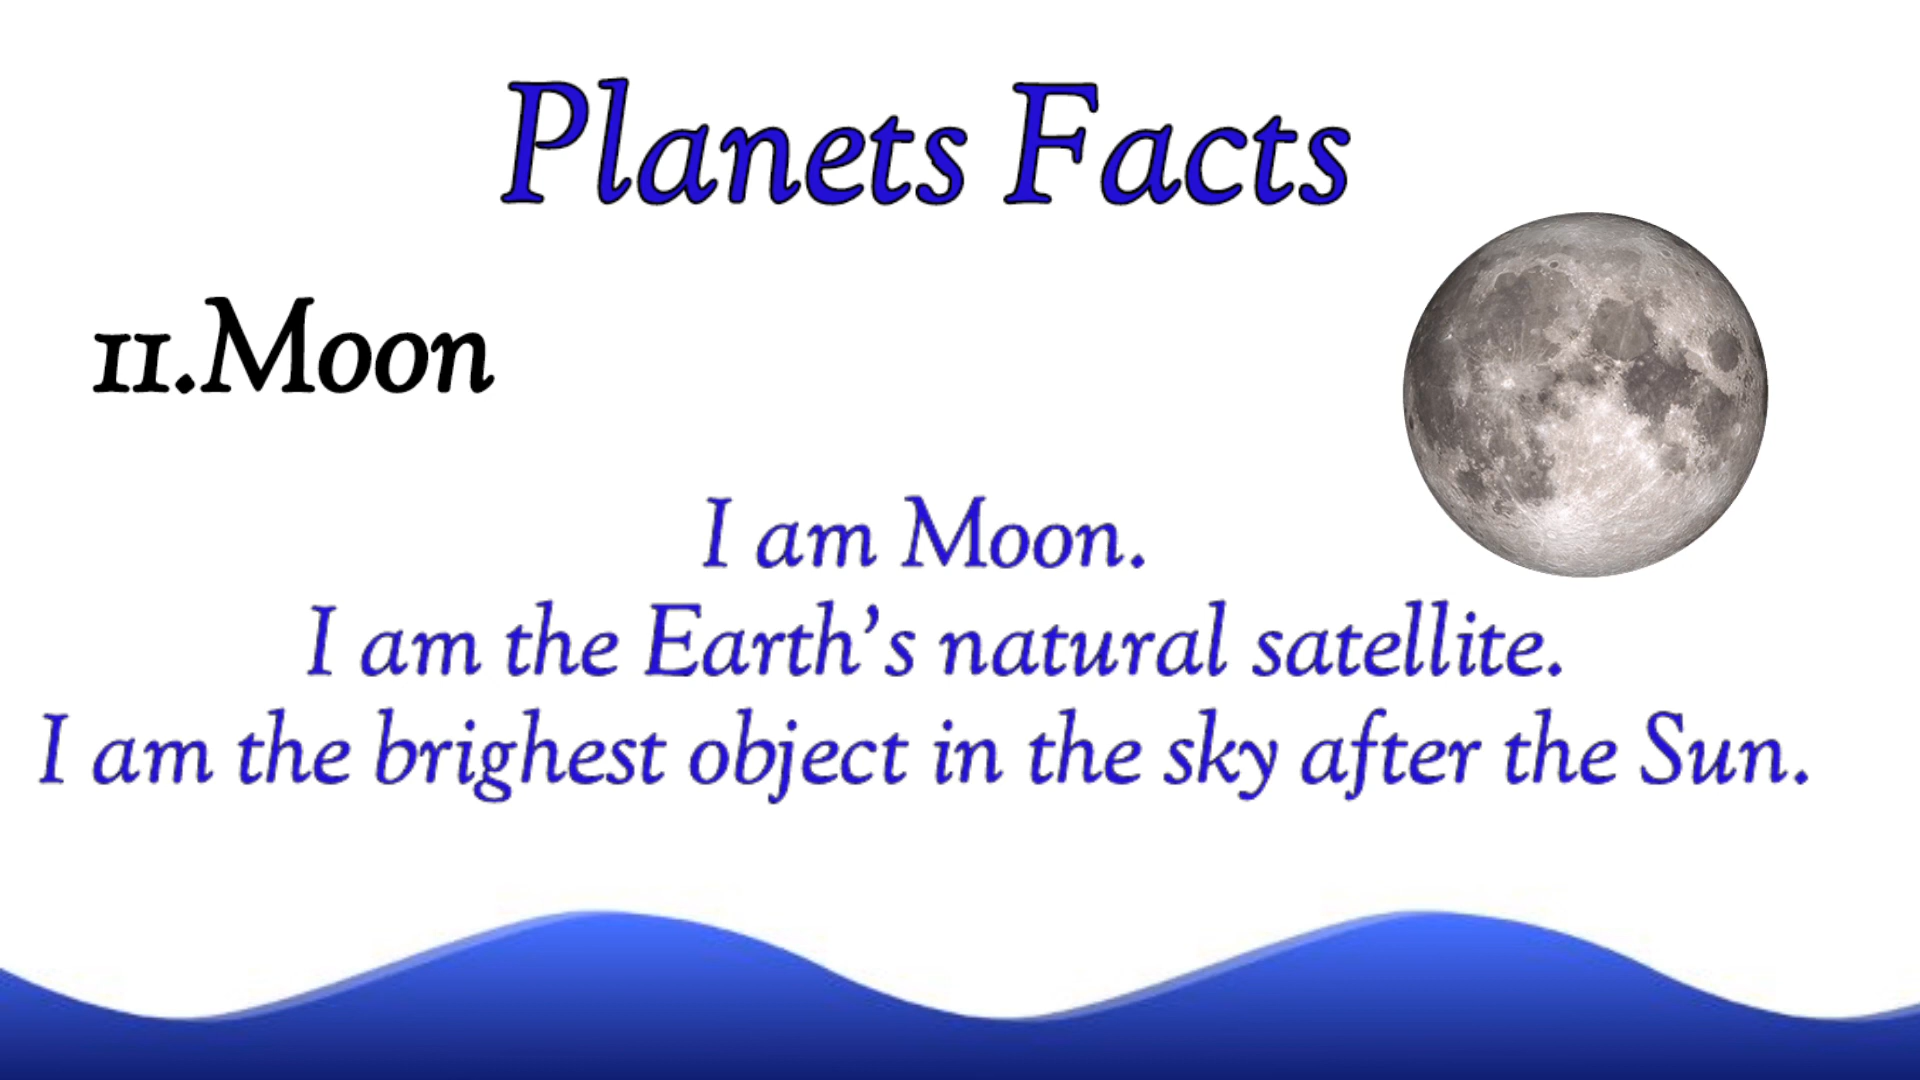 Planets Facts
11.Moon
I am Moon.
I am the Earth’s natural satellite.
I am the brighest object in the sky after the Sun.